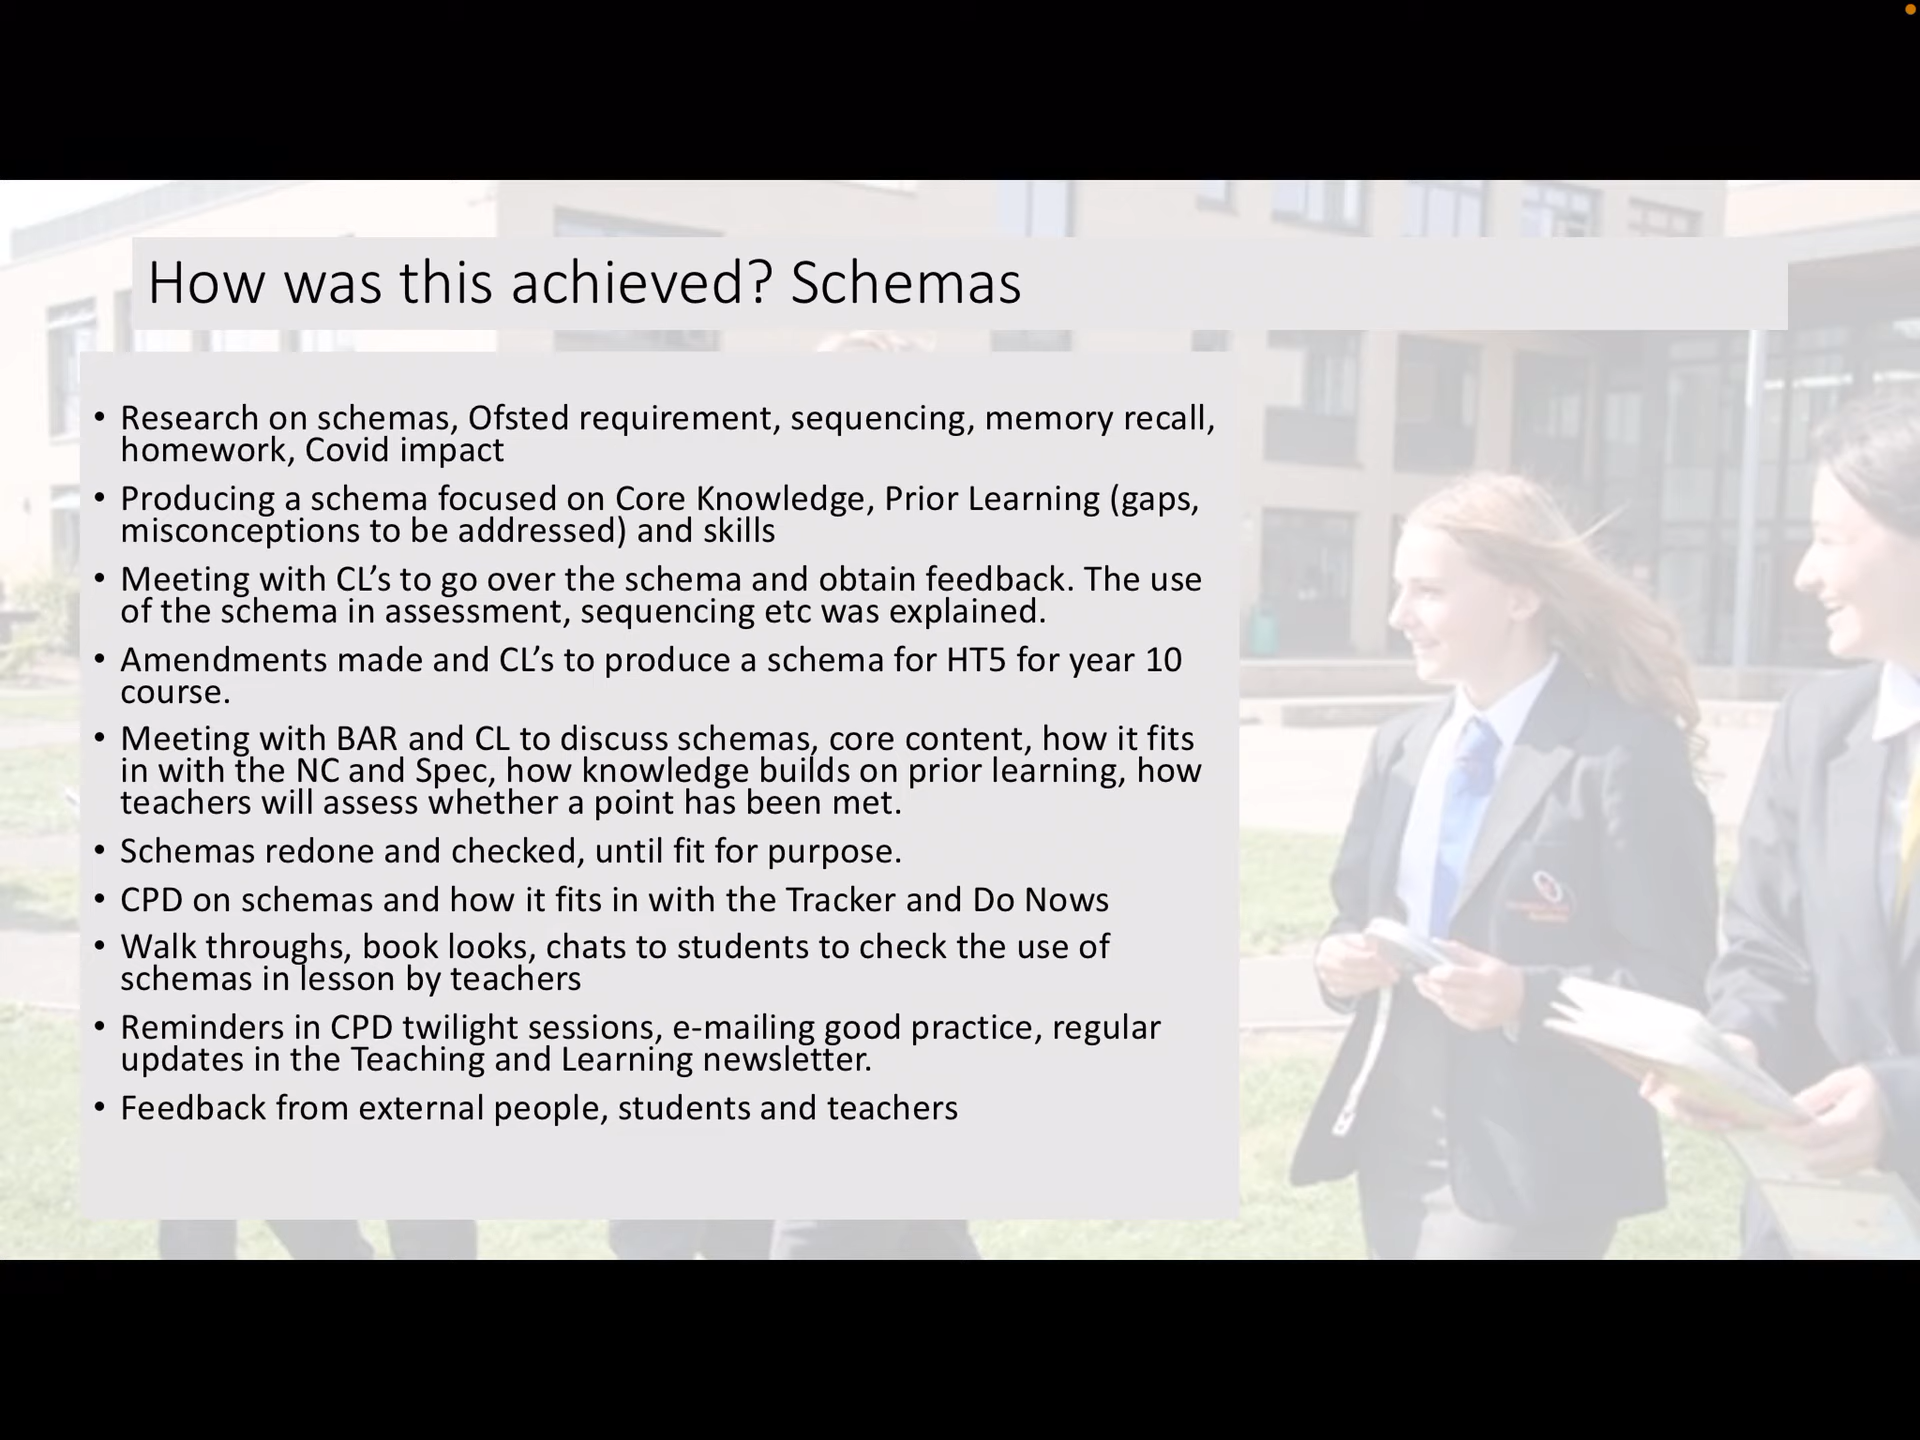 How was this achieved? Schemas
• Research on schemas, Ofsted requirement, sequencing, memory recall,
homework, Covid impact
• Producing a schema focused on Core Knowledge, Prior Learning (gaps,
misconceptions to be addressed) and skills
• Meeting with CL’s to go over the schema and obtain feedback. The use
of the schema in assessment, sequencing etc was explained.
• Amendments made and CL’s to produce a schema for HT5 for year 10
course.
• Meeting with BAR and CL to discuss schemas, core content, how it fits
in with the NC and Spec, how knowledge builds on prior learning, how
teachers will assess whether a point has been met.
• Schemas redone and checked, until fit for purpose.
• CPD on schemas and how it fits in with the Tracker and Do Nows
• Walk throughs, book looks, chats to students to check the use of
schemas in lesson by teachers
• Reminders in CPD twilight sessions, e-mailing good practice, regular
updates in the Teaching and Learning newsletter.
• Feedback from external people, students and teachers